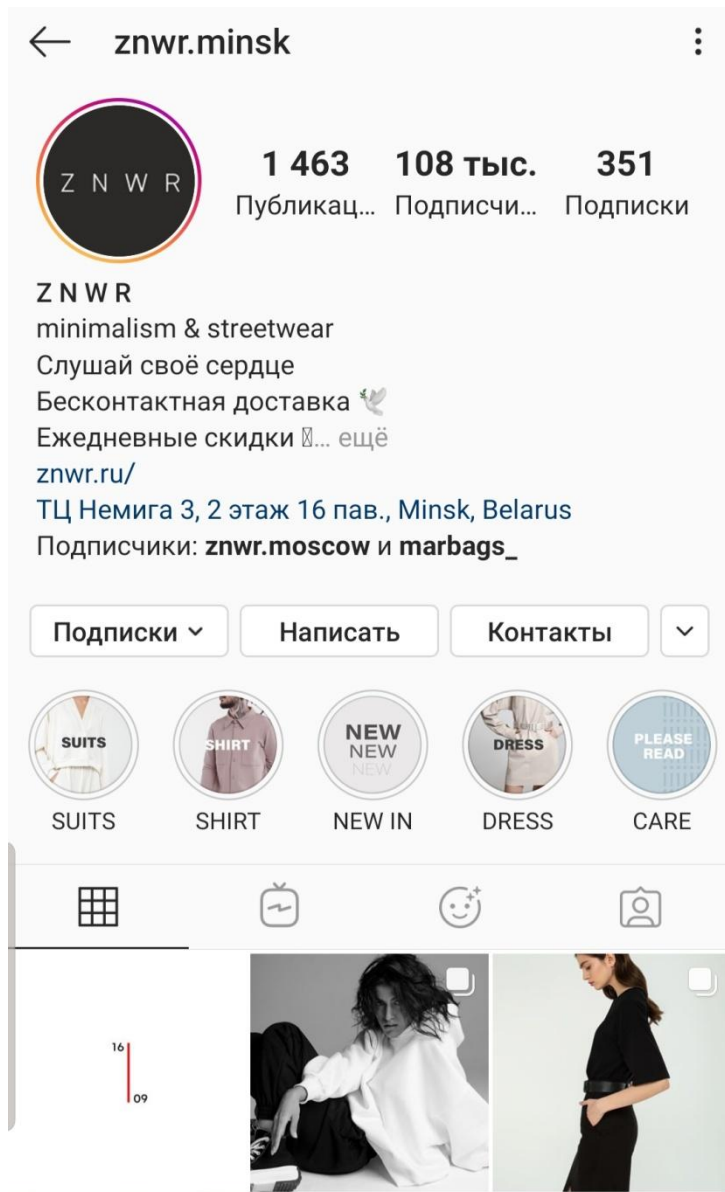 znwr.minsk
Z N W R
1 463 108 тыс. 351
Публикац... Подписчи... Подписки
Z N W R
minimalism & streetwear
Слушай своё сердце
Бесконтактная доставка 🕊
Ежедневные скидки ... ещё
znwr.ru/
ТЦ Немига 3, 2 этаж 16 пав., Minsk, Belarus
Подписчики: znwr.moscow и marbags_
Подписки Написать Контакты
SUITS SHIRT NEW DRESS PLEASE
NEW READ
NEW
SUITS SHIRT NEW IN DRESS CARE
16
09